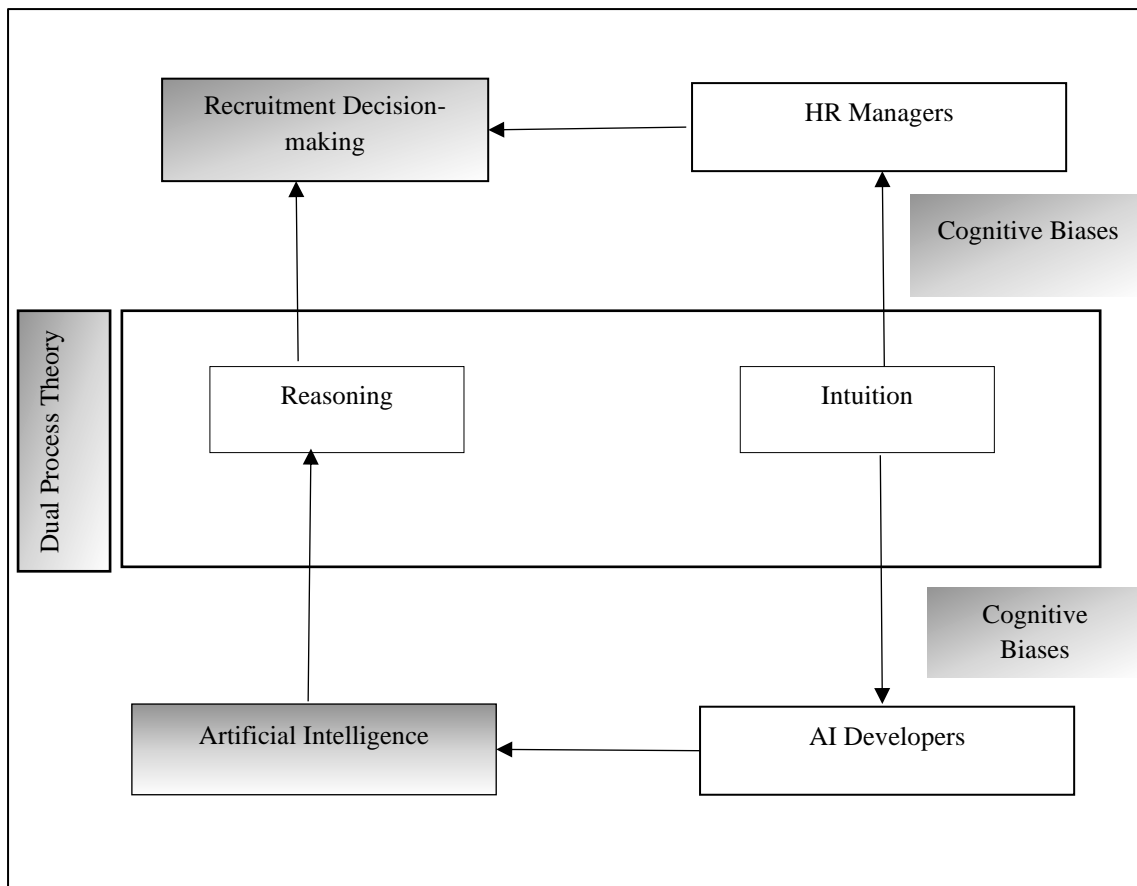 Recruitment Decision-
making
HR Managers
Cognitive Biases
Dual Process Theory
Reasoning
Intuition
Cognitive
Biases
Artificial Intelligence
AI Developers